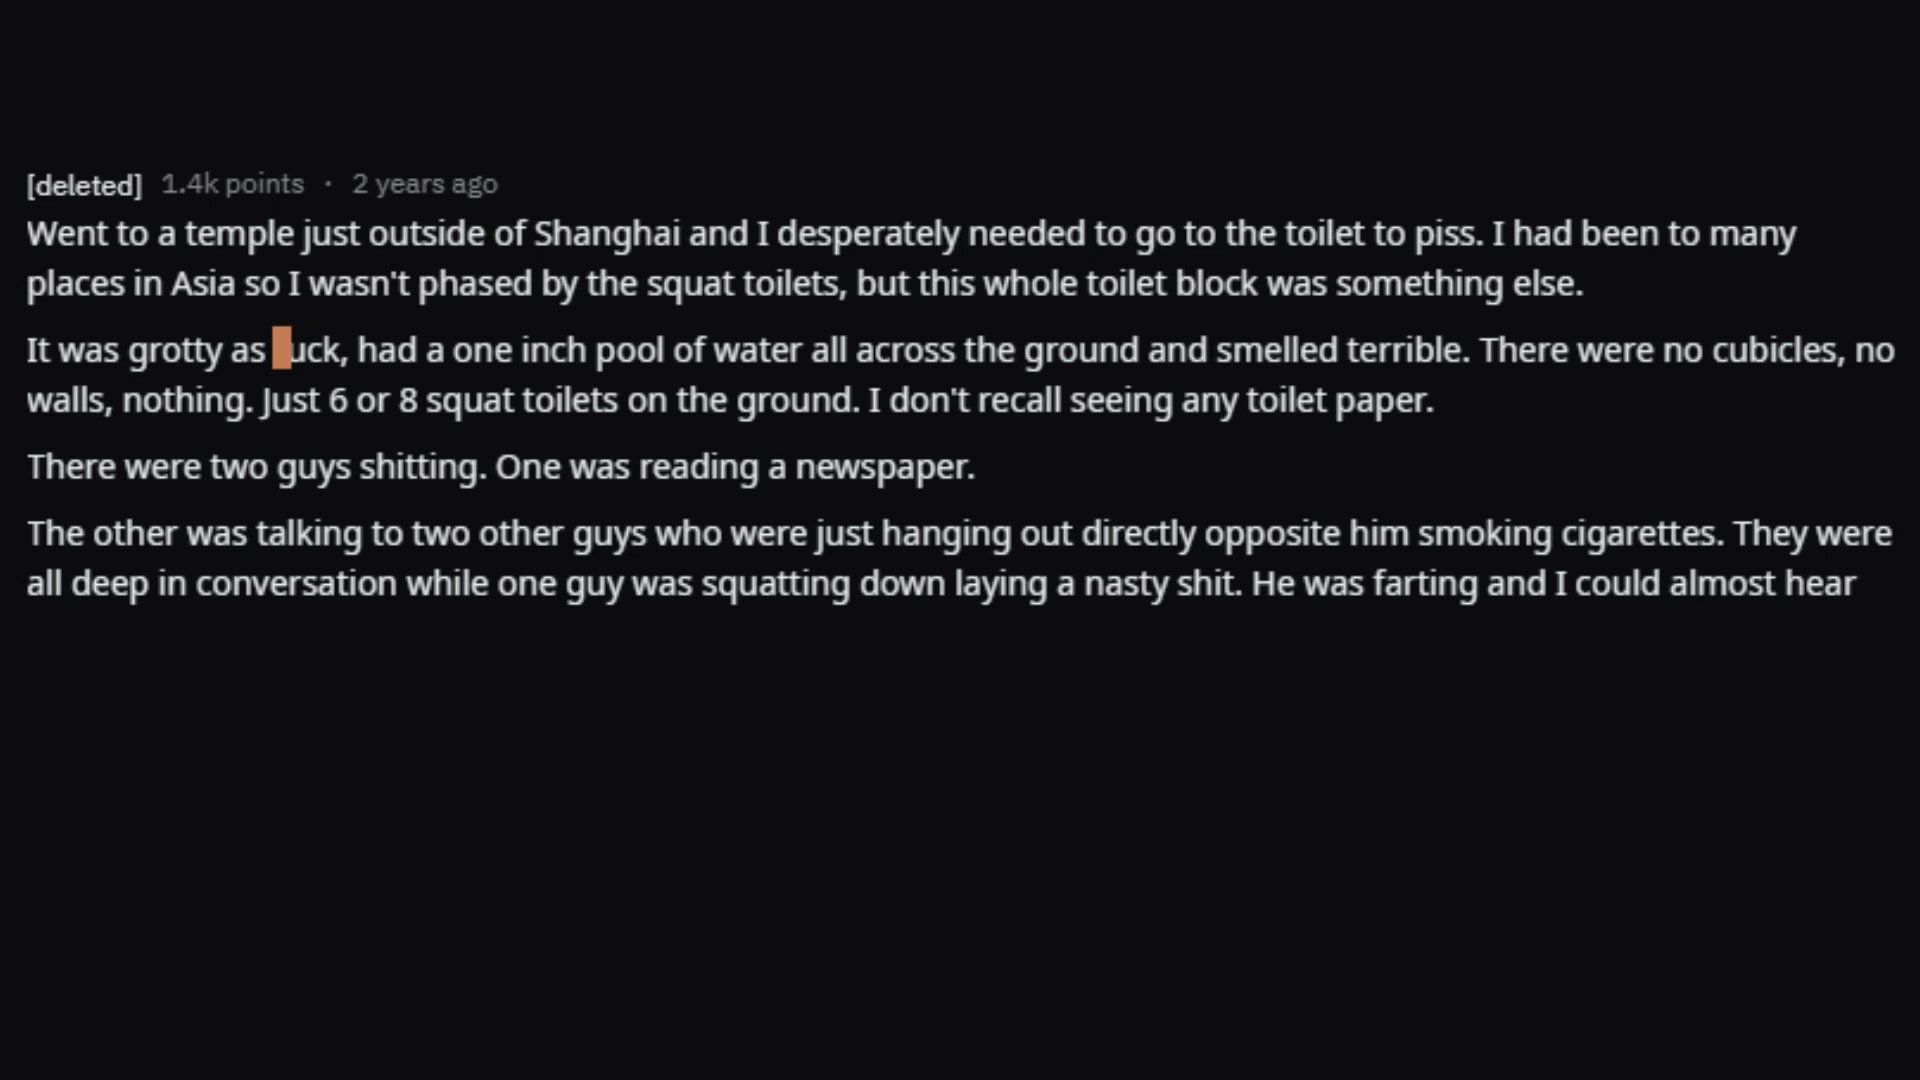 [deleted] 1.4k points · 2 years ago
Went to a temple just outside of Shanghai and I desperately needed to go to the toilet to piss. I had been to many
places in Asia so I wasn't phased by the squat toilets, but this whole toilet block was something else.
It was grotty as uck, had a one inch pool of water all across the ground and smelled terrible. There were no cubicles, no
walls, nothing. Just 6 or 8 squat toilets on the ground. I don't recall seeing any toilet paper.
There were two guys shitting. One was reading a newspaper.
The other was talking to two other guys who were just hanging out directly opposite him smoking cigarettes. They were
all deep in conversation while one guy was squatting down laying a nasty shit. He was farting and I could almost hear